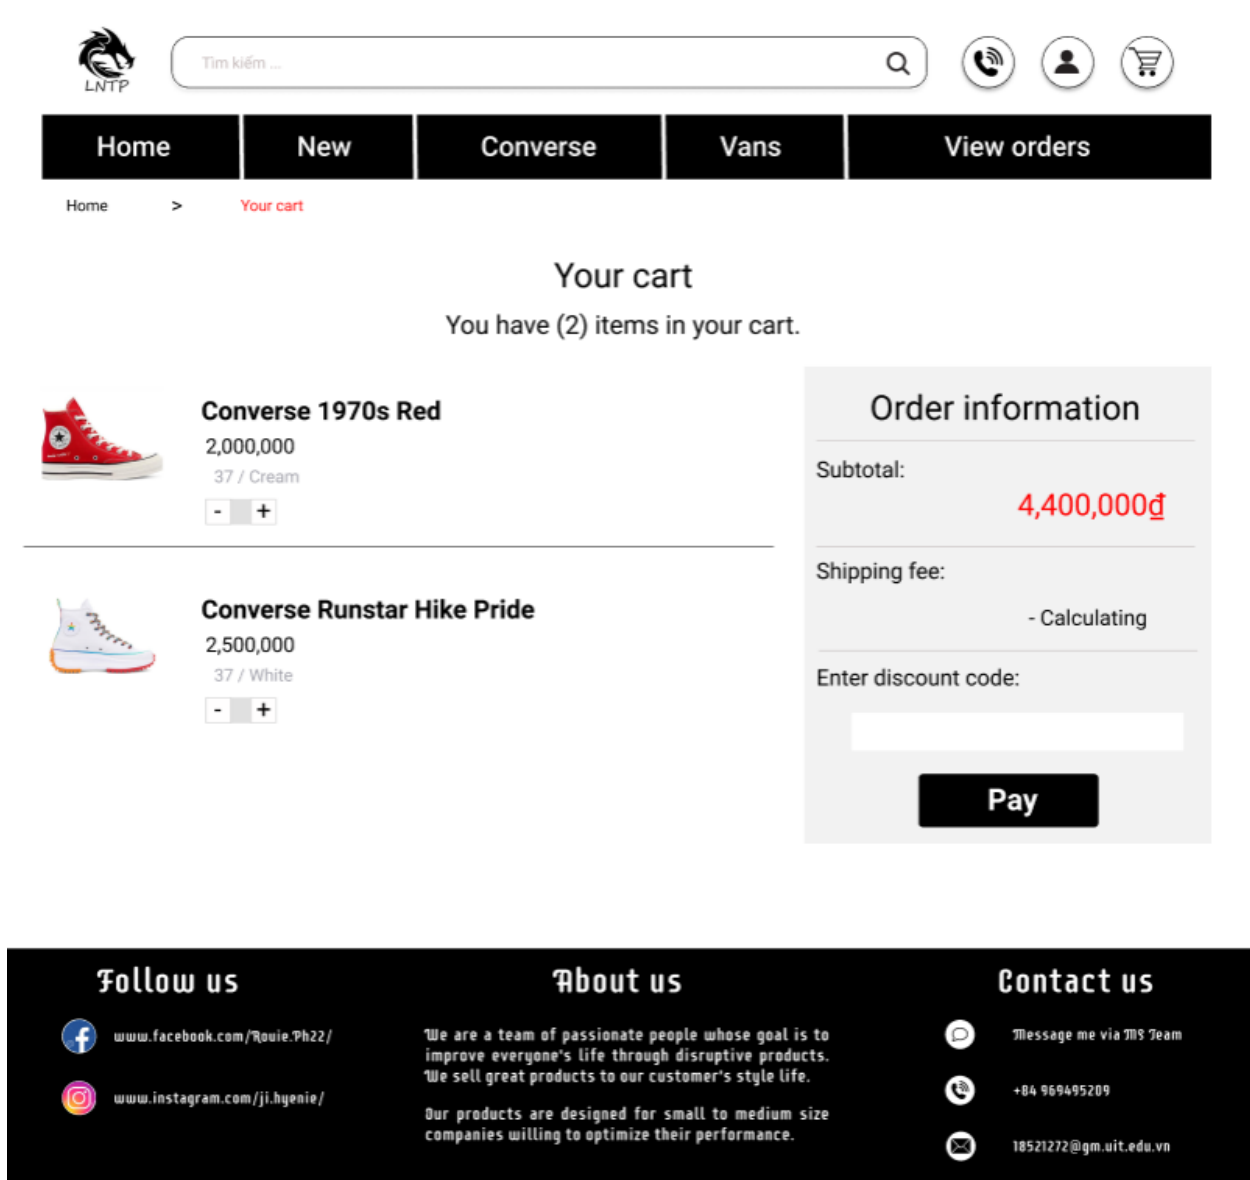 LNTP
Tìm kiếm ...
Home
New
Converse
Vans
View orders
Home > Your cart
Your cart
You have (2) items in your cart.
Converse 1970s Red
2,000,000
37 / Cream
- +
Converse Runstar Hike Pride
2,500,000
37 / White
- +
Order information
Subtotal:
4,400,000₫
Shipping fee:
- Calculating
Enter discount code:
Pay
Follow us
www.facebook.com/Rouie.Ph22/
www.instagram.com/ji.hyenie/
About us
We are a team of passionate people whose goal is to
improve everyone's life through disruptive products.
We sell great products to our customer's style life.
Our products are designed for small to medium size
companies willing to optimize their performance.
Contact us
Message me via MS Team
+84 969495209
18521272@gm.uit.edu.vn